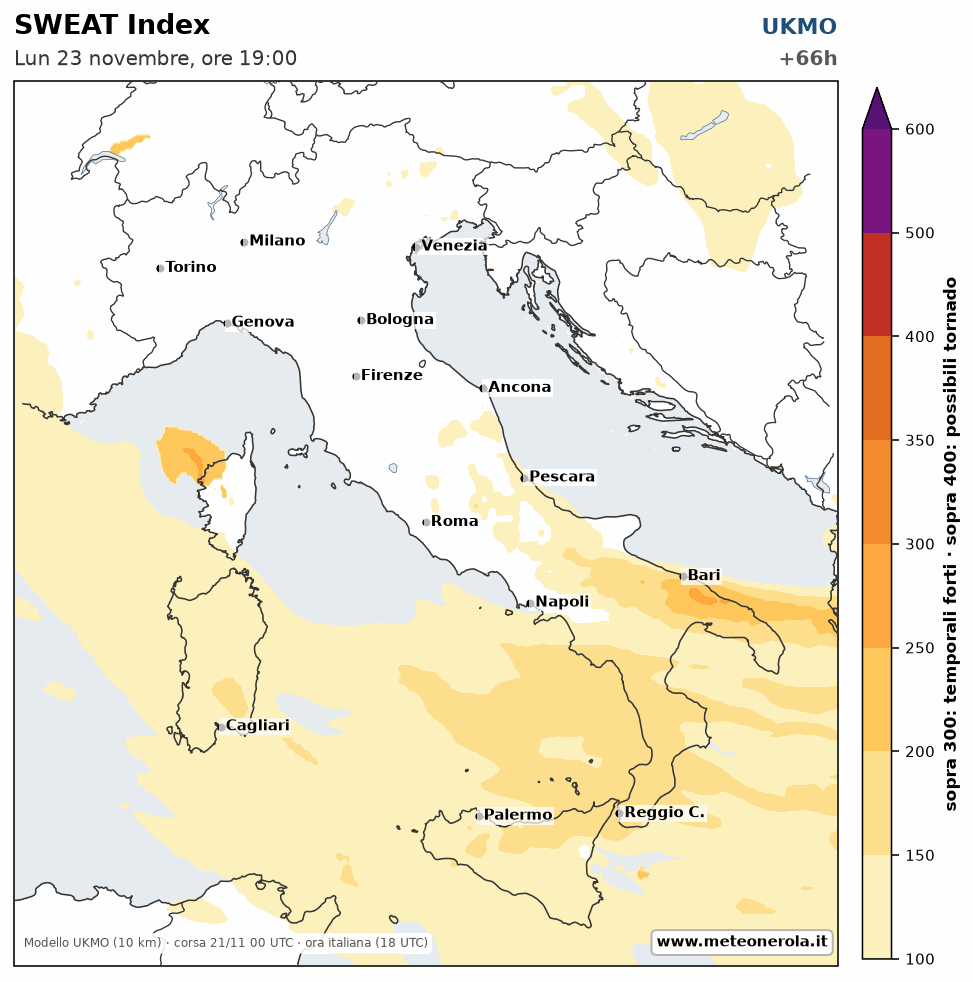 SWEAT Index
UKMO
Lun 23 novembre, ore 19:00
+66h
600
Milano
Venezia
500
Torino
Genova
Bologna
400
Firenze
Ancona
350
Pescara
Roma
300
Bari
Napoli
250
Cagliari
200
Palermo
Reggio C.
150
Modello UKMO (10 km) · corsa 21/11 00 UTC · ora italiana (18 UTC)
www.meteonerola.it
100
sopra 300: temporali forti · sopra 400: possibili tornado